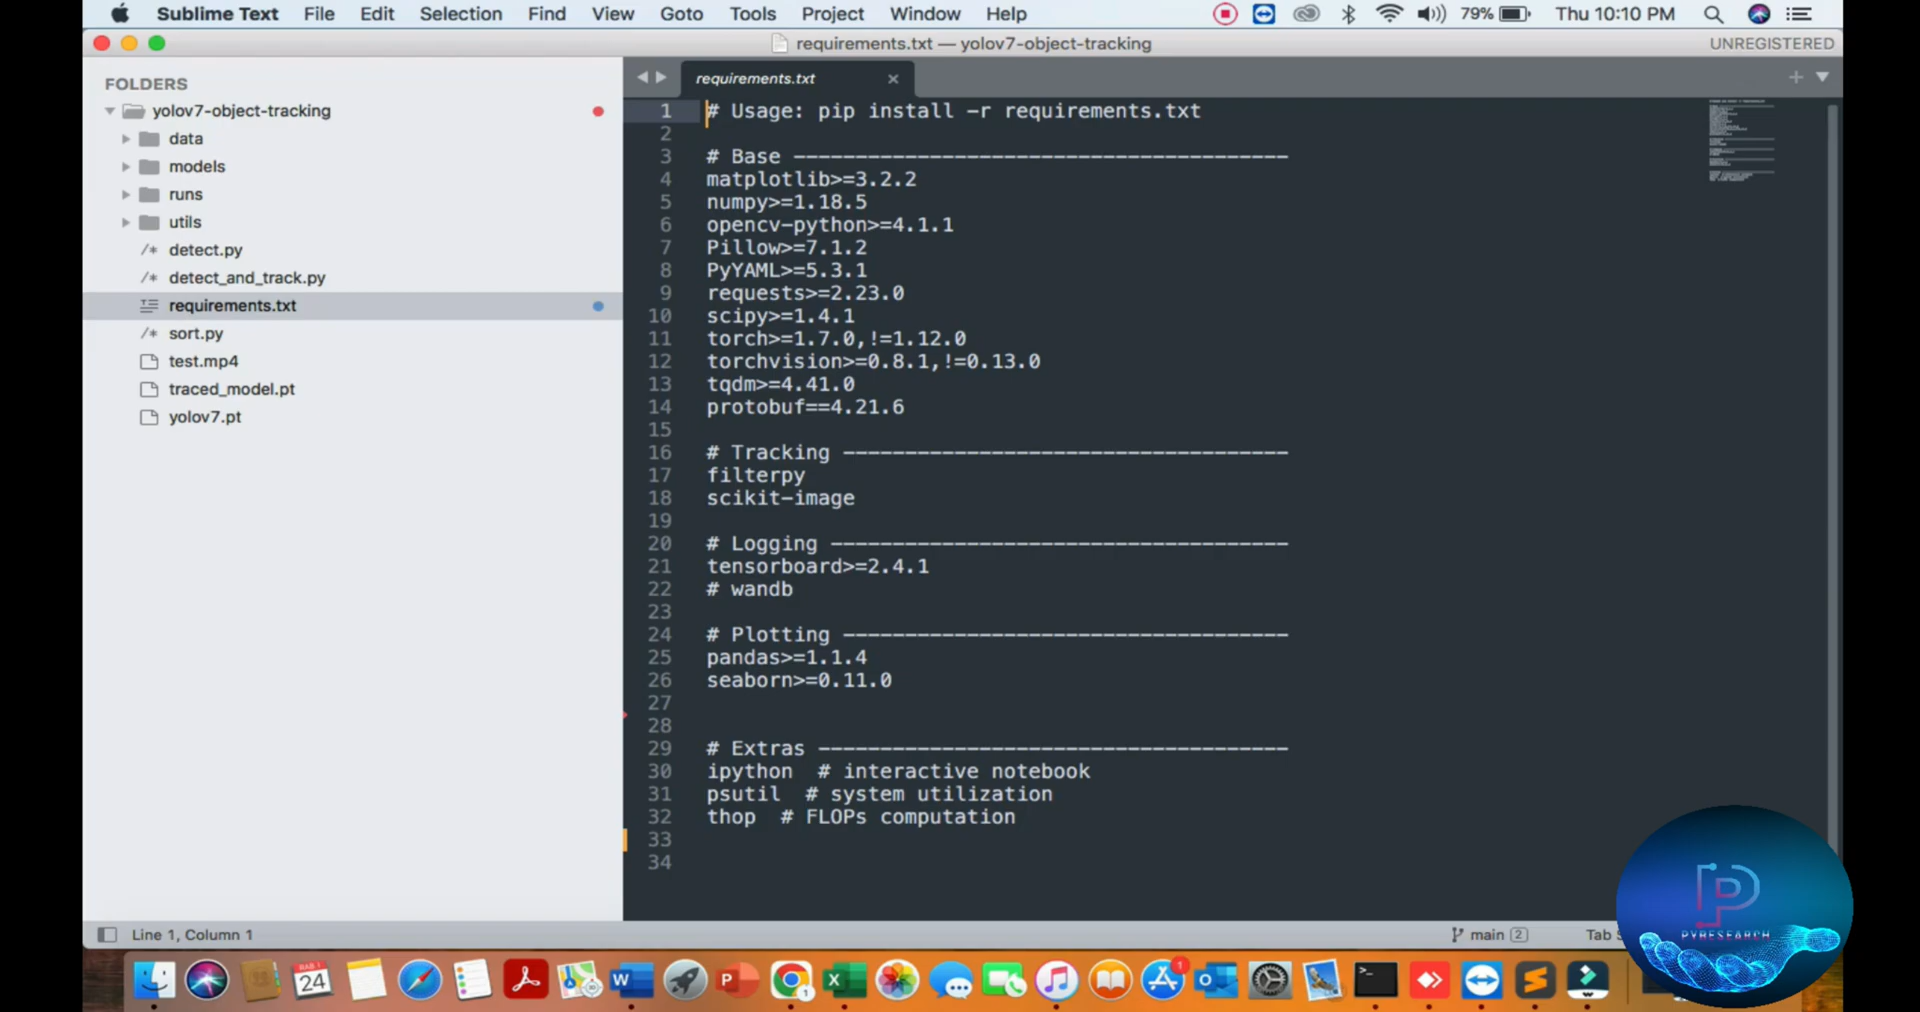 Sublime Text File Edit Selection Find View Goto Tools Project Window Help 79% Thu 10:10 PM
requirements.txt — yolov7-object-tracking UNREGISTERED
FOLDERS
yolov7-object-tracking
data
models
runs
utils
/* detect.py
/* detect_and_track.py
requirements.txt
/* sort.py
test.mp4
traced_model.pt
yolov7.pt
requirements.txt
1 # Usage: pip install -r requirements.txt
2
3 # Base ----------------------------------------
4 matplotlib>=3.2.2
5 numpy>=1.18.5
6 opencv-python>=4.1.1
7 Pillow>=7.1.2
8 PyYAML>=5.3.1
9 requests>=2.23.0
10 scipy>=1.4.1
11 torch>=1.7.0,!=1.12.0
12 torchvision>=0.8.1,!=0.13.0
13 tqdm>=4.41.0
14 protobuf==4.21.6
15
16 # Tracking ------------------------------------
17 filterpy
18 scikit-image
19
20 # Logging -------------------------------------
21 tensorboard>=2.4.1
22 # wandb
23
24 # Plotting ------------------------------------
25 pandas>=1.1.4
26 seaborn>=0.11.0
27
28
29 # Extras --------------------------------------
30 ipython  # interactive notebook
31 psutil  # system utilization
32 thop  # FLOPs computation
33
34
Line 1, Column 1 main 2 Tab S
PYRESEARCH
24
1
1